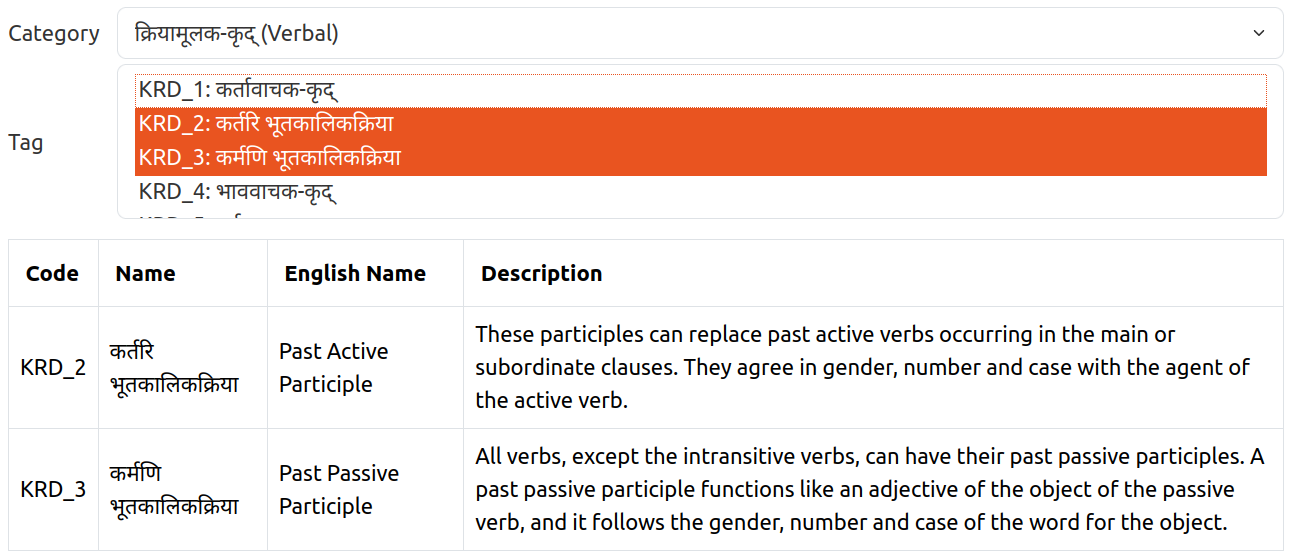 Category क्रियामूलक-कृद् (Verbal)
Tag
KRD_1: कर्तावाचक-कृद्
KRD_2: कर्तरि भूतकालिकक्रिया
KRD_3: कर्मणि भूतकालिकक्रिया
KRD_4: भाववाचक-कृद्
Code Name English Name Description
KRD_2
कर्तरि
भूतकालिकक्रिया
Past Active
Participle
These participles can replace past active verbs occurring in the main or
subordinate clauses. They agree in gender, number and case with the agent of
the active verb.
KRD_3
कर्मणि
भूतकालिकक्रिया
Past Passive
Participle
All verbs, except the intransitive verbs, can have their past passive participles. A
past passive participle functions like an adjective of the object of the passive
verb, and it follows the gender, number and case of the word for the object.